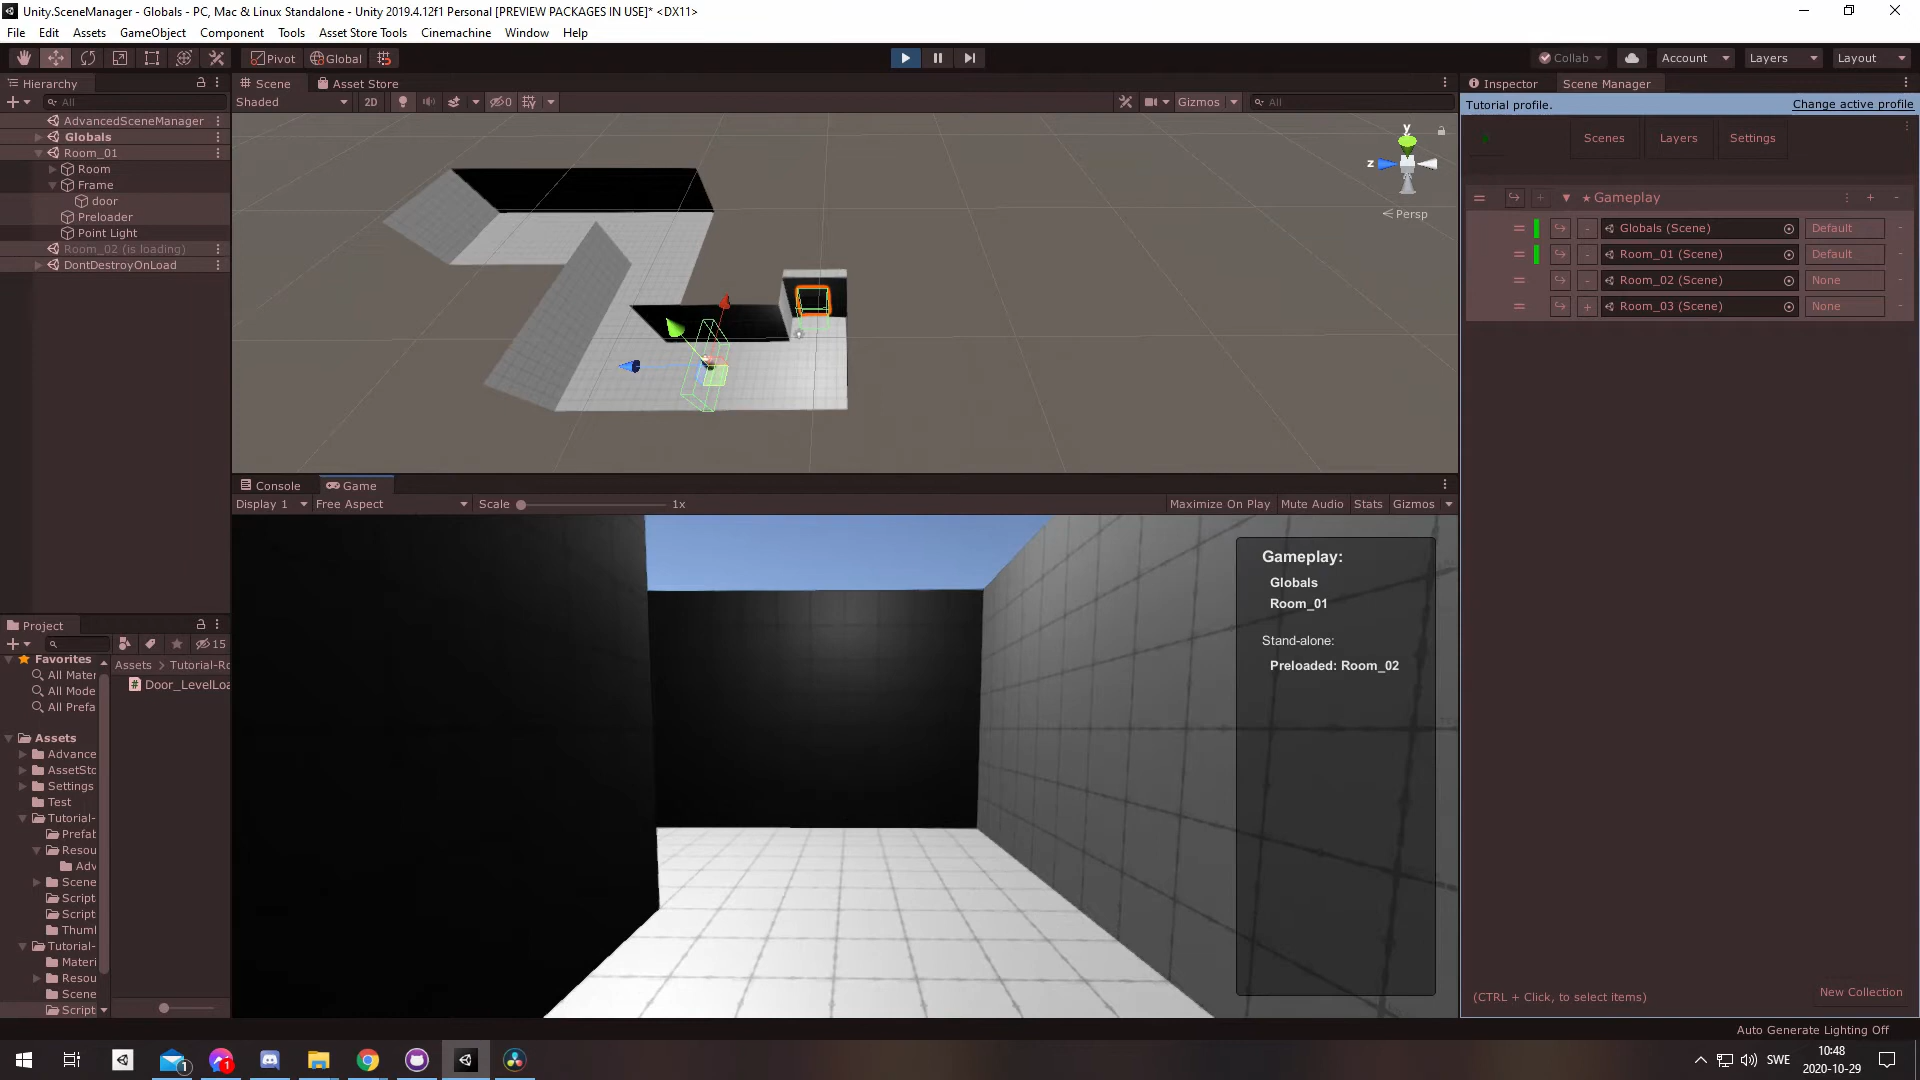 Unity.SceneManager - Globals - PC, Mac & Linux Standalone - Unity 2019.4.12f1 Personal [PREVIEW PACKAGES IN USE]* <DX11>
File Edit Assets GameObject Component Tools Asset Store Tools Cinemachine Window Help
Pivot Global Collab Account Layers Layout
Hierarchy
All
AdvancedSceneManager
Globals
Room_01
Room
Frame
door
Preloader
Point Light
Room_02 (is loading)
DontDestroyOnLoad
Scene Asset Store
Shaded 2D 0 Gizmos All
y
z
Persp
Console Game
Display 1 Free Aspect Scale 1x Maximize On Play Mute Audio Stats Gizmos
Gameplay:
Globals
Room_01
Stand-alone:
Preloaded: Room_02
Inspector Scene Manager
Tutorial profile. Change active profile
Scenes Layers Settings
Gameplay
Globals (Scene) Default
Room_01 (Scene) Default
Room_02 (Scene) None
Room_03 (Scene) None
(CTRL + Click, to select items) New Collection
Project
15
Favorites
All Mater
All Mode
All Prefa
Assets
Advance
AssetSto
Settings
Test
Tutorial-
Prefab
Resou
Adv
Scene
Script
Script
Thuml
Tutorial-
Materi
Resou
Scene
Script
Assets > Tutorial-Ro
Door_LevelLoa
Auto Generate Lighting Off
1
1
SWE
10:48
2020-10-29